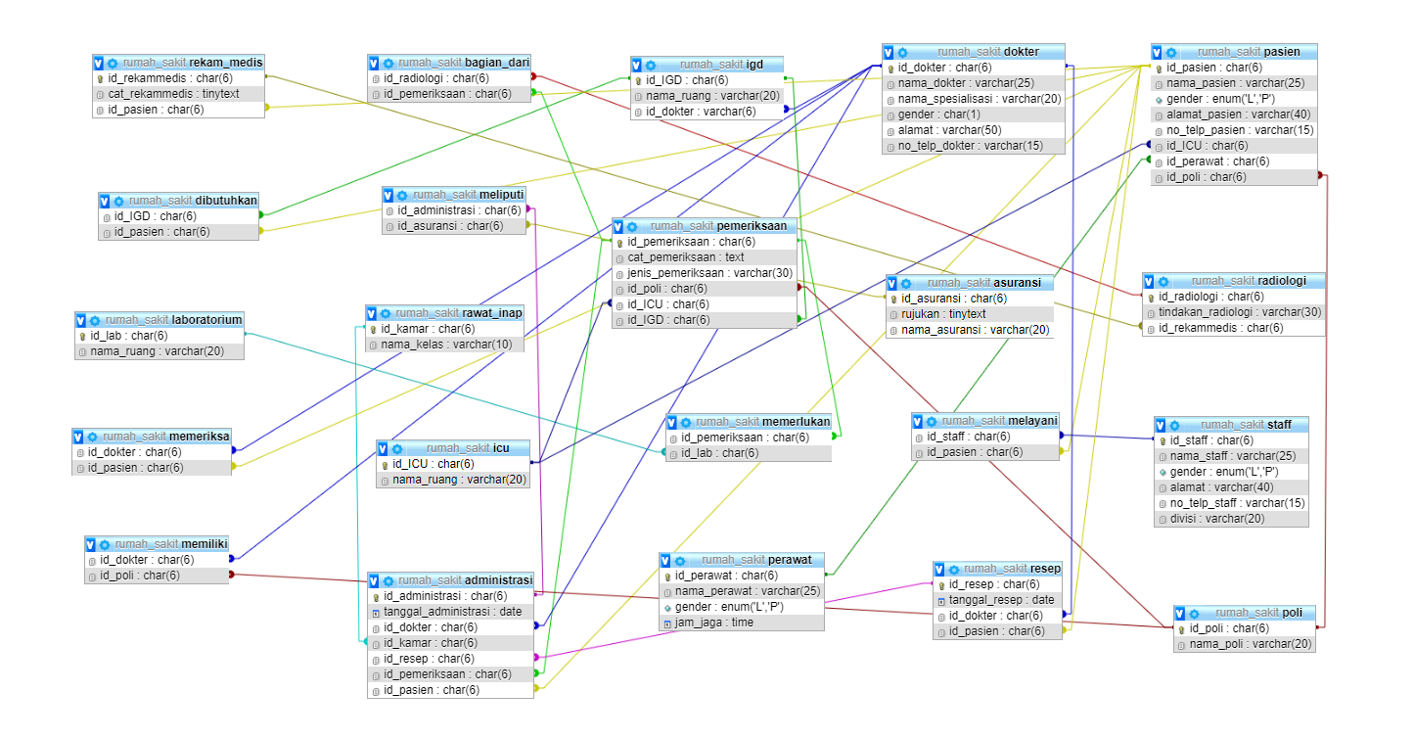 rumah_sakit rekam_medis
id_rekammedis : char(6)
cat_rekammedis : tinytext
id_pasien : char(6)
rumah_sakit bagian_dari
id_radiologi : char(6)
id_pemeriksaan : char(6)
rumah_sakit igd
id_IGD : char(6)
nama_ruang : varchar(20)
id_dokter : varchar(6)
rumah_sakit dokter
id_dokter : char(6)
nama_dokter : varchar(25)
nama_spesialisasi : varchar(20)
gender : char(1)
alamat : varchar(50)
no_telp_dokter : varchar(15)
rumah_sakit pasien
id_pasien : char(6)
nama_pasien : varchar(25)
gender : enum('L','P')
alamat_pasien : varchar(40)
no_telp_pasien : varchar(15)
id_ICU : char(6)
id_perawat : char(6)
id_poli : char(6)
rumah_sakit dibutuhkan
id_IGD : char(6)
id_pasien : char(6)
rumah_sakit meliputi
id_administrasi : char(6)
id_asuransi : char(6)
rumah_sakit pemeriksaan
id_pemeriksaan : char(6)
cat_pemeriksaan : text
jenis_pemeriksaan : varchar(30)
id_poli : char(6)
id_ICU : char(6)
id_IGD : char(6)
rumah_sakit asuransi
id_asuransi : char(6)
rujukan : tinytext
nama_asuransi : varchar(20)
rumah_sakit radiologi
id_radiologi : char(6)
tindakan_radiologi : varchar(30)
id_rekammedis : char(6)
rumah_sakit laboratorium
id_lab : char(6)
nama_ruang : varchar(20)
rumah_sakit rawat_inap
id_kamar : char(6)
nama_kelas : varchar(10)
rumah_sakit memeriksa
id_dokter : char(6)
id_pasien : char(6)
rumah_sakit icu
id_ICU : char(6)
nama_ruang : varchar(20)
rumah_sakit memerlukan
id_pemeriksaan : char(6)
id_lab : char(6)
rumah_sakit melayani
id_staff : char(6)
id_pasien : char(6)
rumah_sakit staff
id_staff : char(6)
nama_staff : varchar(25)
gender : enum('L','P')
alamat : varchar(40)
no_telp_staff : varchar(15)
divisi : varchar(20)
rumah_sakit memiliki
id_dokter : char(6)
id_poli : char(6)
rumah_sakit administrasi
id_administrasi : char(6)
tanggal_administrasi : date
id_dokter : char(6)
id_kamar : char(6)
id_resep : char(6)
id_pemeriksaan : char(6)
id_pasien : char(6)
rumah_sakit perawat
id_perawat : char(6)
nama_perawat : varchar(25)
gender : enum('L','P')
jam_jaga : time
rumah_sakit resep
id_resep : char(6)
tanggal_resep : date
id_dokter : char(6)
id_pasien : char(6)
rumah_sakit poli
id_poli : char(6)
nama_poli : varchar(20)